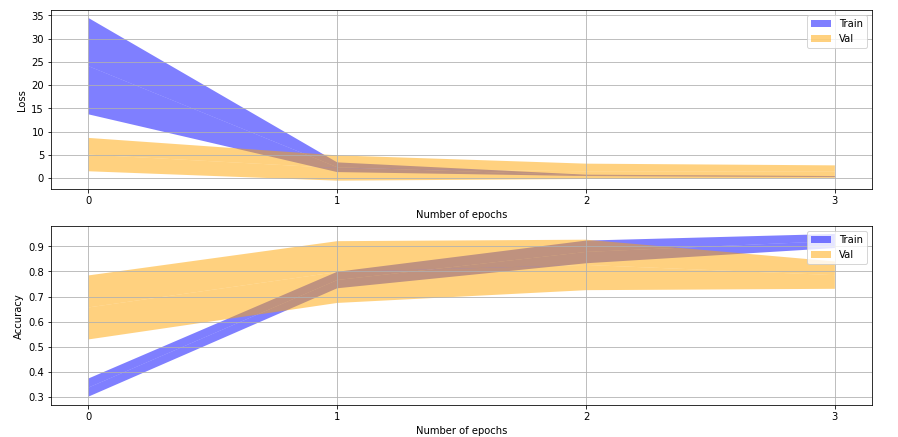 35
30
25
20
15
10
5
0
Loss
Train
Val
0 1 2 3
Number of epochs
0.9
0.8
0.7
0.6
0.5
0.4
0.3
Accuracy
Train
Val
0 1 2 3
Number of epochs